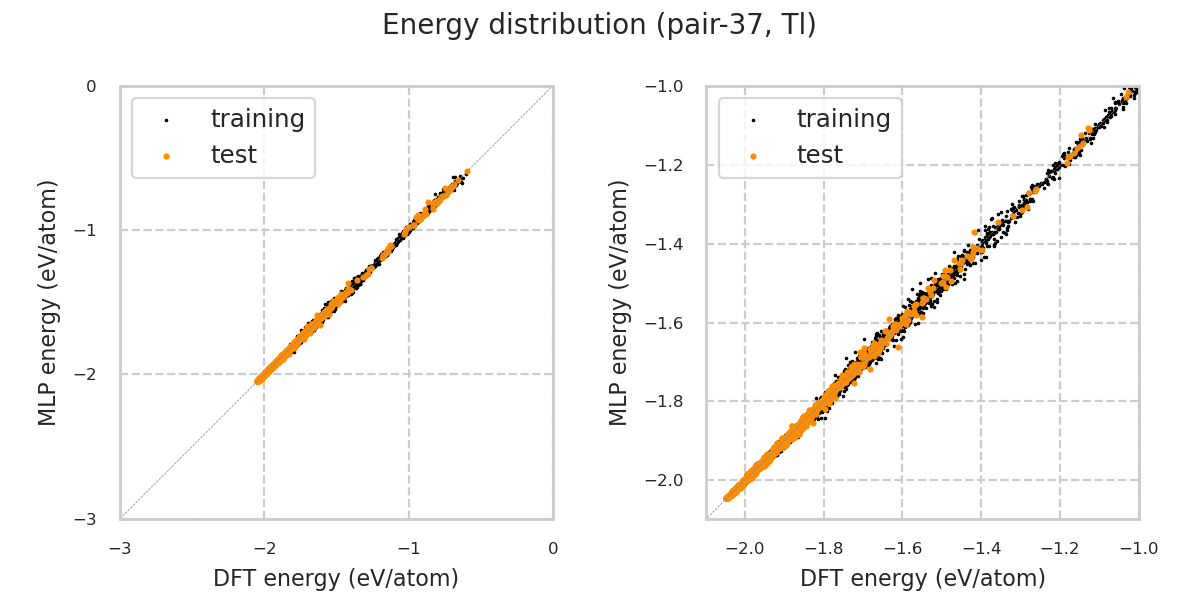 Energy distribution (pair-37, Tl)
training
test
0
−1
−2
−3
−3
−2
−1
0
MLP energy (eV/atom)
DFT energy (eV/atom)
training
test
−1.0
−1.2
−1.4
−1.6
−1.8
−2.0
−2.0
−1.8
−1.6
−1.4
−1.2
−1.0
MLP energy (eV/atom)
DFT energy (eV/atom)